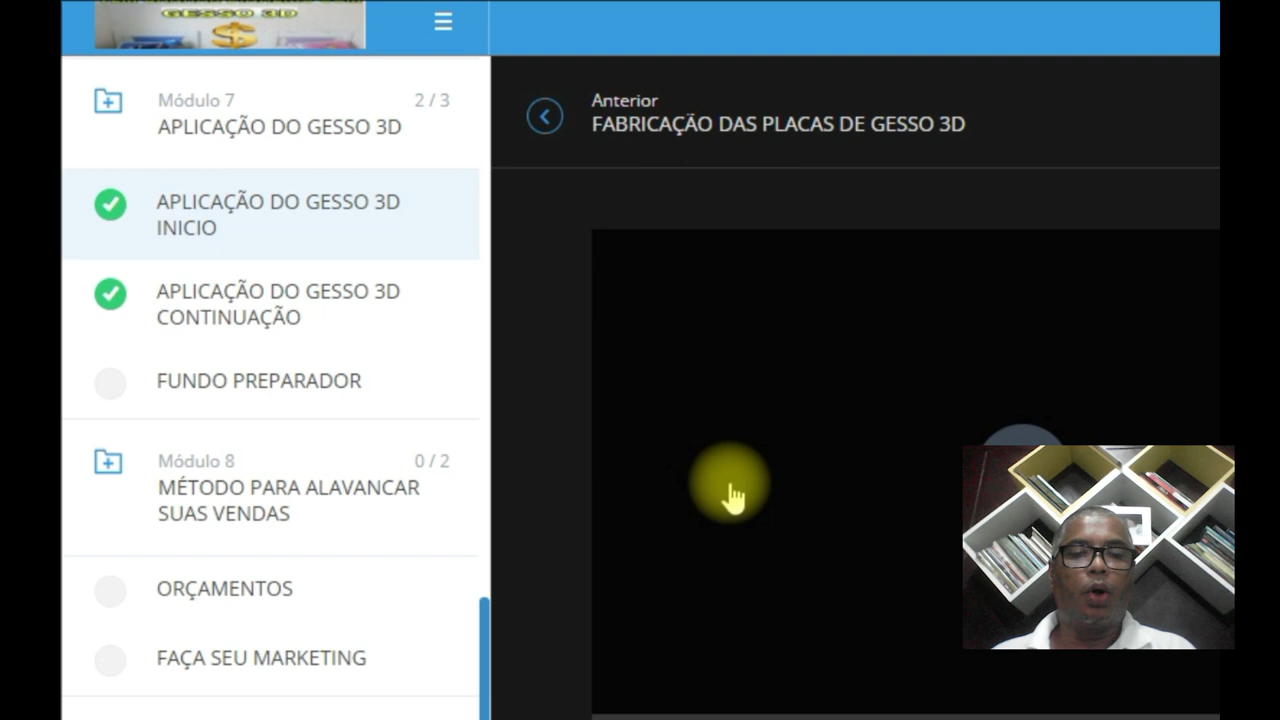 GESSO 3D
Módulo 7
2 / 3
APLICAÇÃO DO GESSO 3D
APLICAÇÃO DO GESSO 3D
INICIO
APLICAÇÃO DO GESSO 3D
CONTINUAÇÃO
FUNDO PREPARADOR
Módulo 8
0 / 2
MÉTODO PARA ALAVANCAR
SUAS VENDAS
ORÇAMENTOS
FAÇA SEU MARKETING
Anterior
FABRICAÇÃO DAS PLACAS DE GESSO 3D